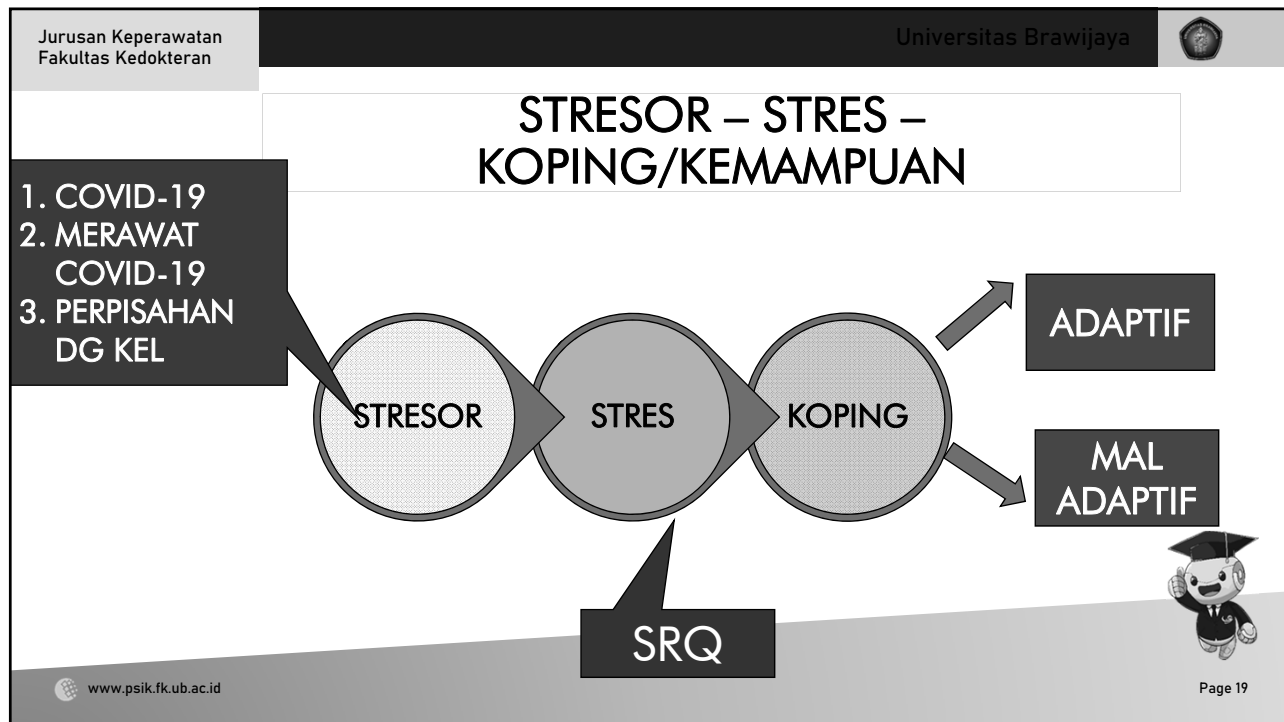 Jurusan Keperawatan
Fakultas Kedokteran
Universitas Brawijaya
STRESOR – STRES –
KOPING/KEMAMPUAN
1. COVID-19
2. MERAWAT
COVID-19
3. PERPISAHAN
DG KEL
STRESOR
STRES
KOPING
ADAPTIF
MAL
ADAPTIF
SRQ
www.psik.fk.ub.ac.id
Page 19